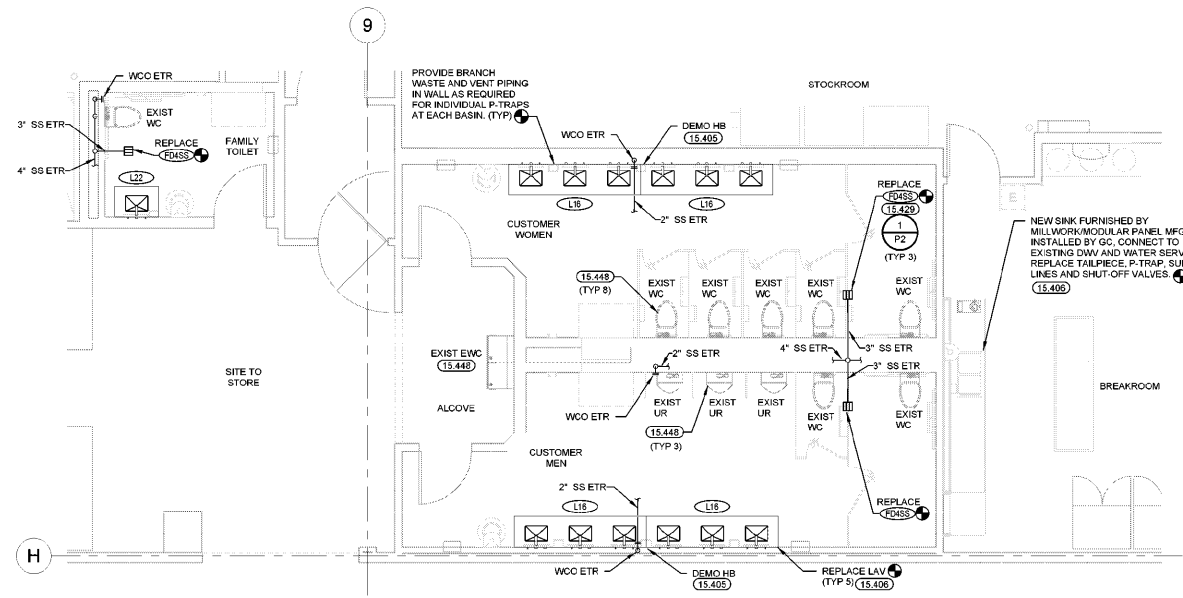 9
WCO ETR
3" SS ETR
4" SS ETR
EXIST
WC
REPLACE
FD4SS
FAMILY
TOILET
L22
PROVIDE BRANCH
WASTE AND VENT PIPING
IN WALL AS REQUIRED
FOR INDIVIDUAL P-TRAPS
AT EACH BASIN. (TYP)
WCO ETR
DEMO HB
15.405
STOCKROOM
L16
L16
2" SS ETR
CUSTOMER
WOMEN
REPLACE
FD4SS
15.429
1
P2
(TYP 3)
E
NEW SINK FURNISHED BY
MILLWORK/MODULAR PANEL MFG
INSTALLED BY GC, CONNECT TO
EXISTING DWV AND WATER SERV
REPLACE TAILPIECE, P-TRAP, SU
LINES AND SHUT-OFF VALVES.
15.406
15.448
(TYP 8)
EXIST
WC
EXIST
WC
EXIST
WC
EXIST
WC
EXIST
WC
EXIST EWC
15.448
2" SS ETR
4" SS ETR
3" SS ETR
3" SS ETR
SITE TO
STORE
ALCOVE
WCO ETR
EXIST
UR
EXIST
UR
EXIST
UR
EXIST
WC
EXIST
WC
BREAKROOM
15.448
(TYP 3)
CUSTOMER
MEN
2" SS ETR
L16
L16
REPLACE
FD4SS
H
WCO ETR
DEMO HB
15.405
REPLACE LAV
(TYP 5) 15.406